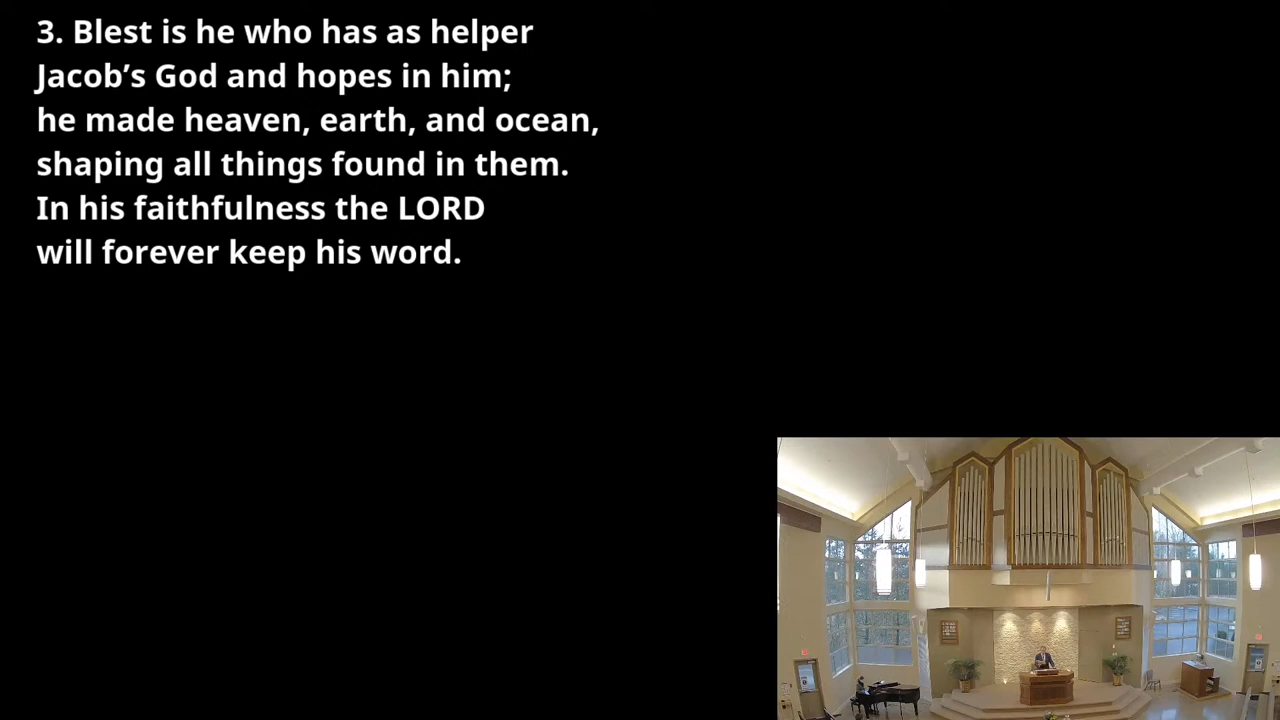 3. Blest is he who has as helper
Jacob’s God and hopes in him;
he made heaven, earth, and ocean,
shaping all things found in them.
In his faithfulness the LORD
will forever keep his word.